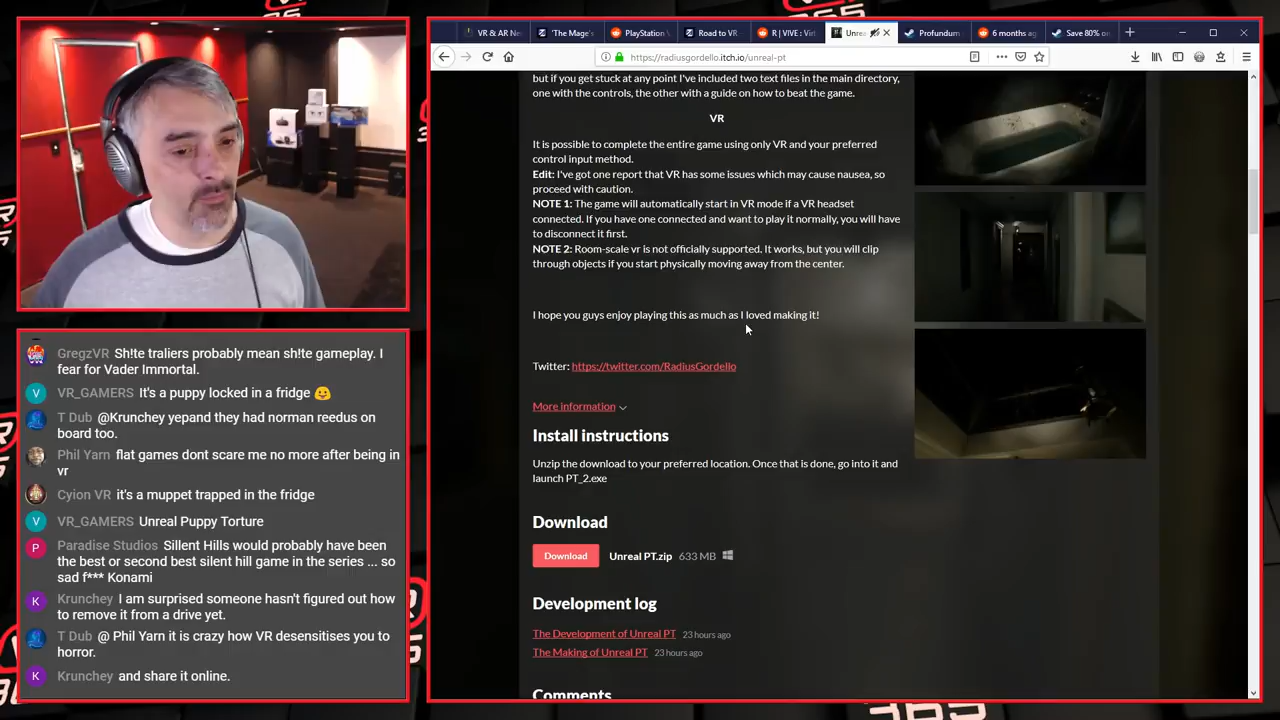 VR & AR Ne
'The Mage's
PlayStation V
Road to VR
R | VIVE : Virt
Unrea
Profundum
6 months ag
Save 80% on
https://radiusgordello.itch.io/unreal-pt
but if you get stuck at any point I've included two text files in the main directory,
one with the controls, the other with a guide on how to beat the game.
VR
It is possible to complete the entire game using only VR and your preferred
control input method.
Edit: I've got one report that VR has some issues which may cause nausea, so
proceed with caution.
NOTE 1: The game will automatically start in VR mode if a VR headset
connected. If you have one connected and want to play it normally, you will have
to disconnect it first.
NOTE 2: Room-scale vr is not officially supported. It works, but you will clip
through objects if you start physically moving away from the center.
I hope you guys enjoy playing this as much as I loved making it!
Twitter: https://twitter.com/RadiusGordello
More information
Install instructions
Unzip the download to your preferred location. Once that is done, go into it and
launch PT_2.exe
Download
Download Unreal PT.zip 633 MB
Development log
The Development of Unreal PT 23 hours ago
The Making of Unreal PT 23 hours ago
Comments
GregzVR Sh!te traliers probably mean sh!te gameplay. I
fear for Vader Immortal.
V VR_GAMERS It's a puppy locked in a fridge
T Dub @Krunchey yepand they had norman reedus on
board too.
Phil Yarn flat games dont scare me no more after being in
vr
Cyion VR it's a muppet trapped in the fridge
V VR_GAMERS Unreal Puppy Torture
P Paradise Studios Sillent Hills would probably have been
the best or second best silent hill game in the series ... so
sad f*** Konami
K Krunchey I am surprised someone hasn't figured out how
to remove it from a drive yet.
T Dub @ Phil Yarn it is crazy how VR desensitises you to
horror.
K Krunchey and share it online.